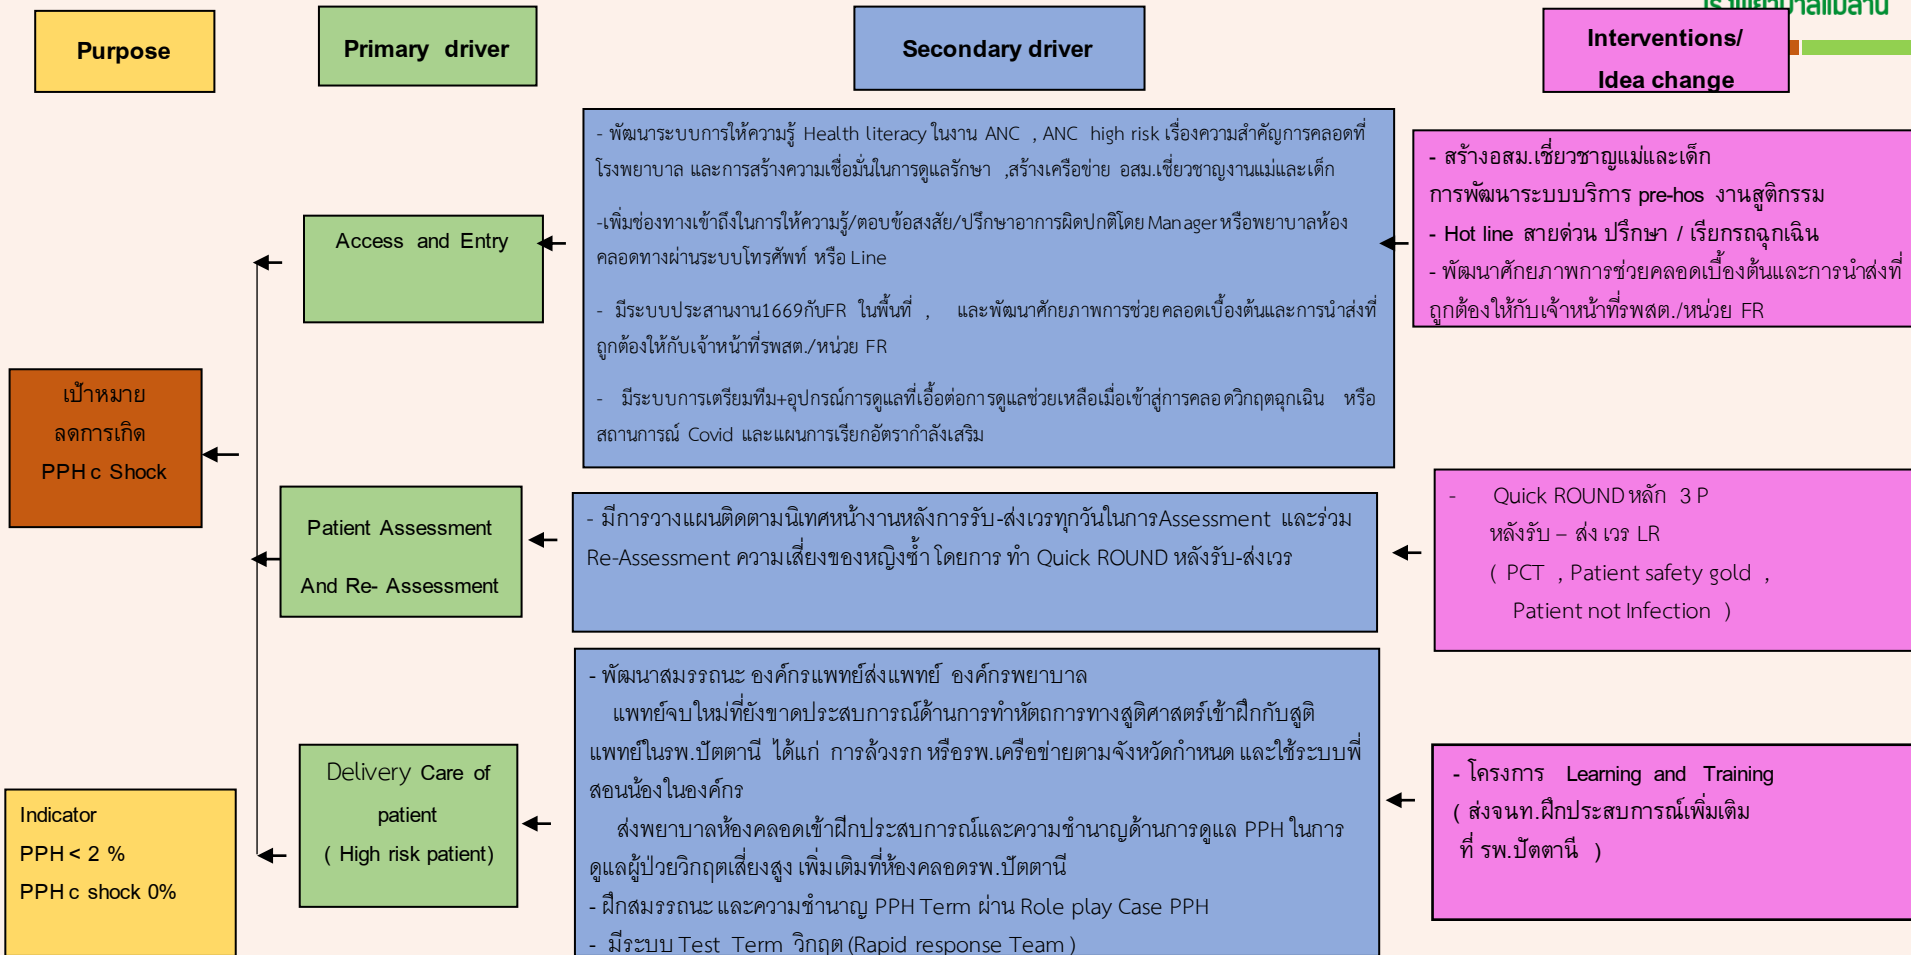 โรงพยาบาลแม่ลาน
Purpose
Primary driver
Secondary driver
Interventions/
Idea change
- พัฒนาระบบการให้ความรู้ Health literacy ในงาน ANC , ANC high risk เรื่องความสำคัญการคลอดที่
โรงพยาบาล และการสร้างความเชื่อมั่นในการดูแลรักษา ,สร้างเครือข่าย อสม.เชี่ยวชาญงานแม่และเด็ก
-เพิ่มช่องทางเข้าถึงในการให้ความรู้/ตอบข้อสงสัย/ปรึกษาอาการผิดปกติโดย Manager หรือพยาบาลห้อง
คลอดทางผ่านระบบโทรศัพท์ หรือ Line
- มีระบบประสานงาน1669กับFR ในพื้นที่ , และพัฒนาศักยภาพการช่วยคลอดเบื้องต้นและการนำส่งที่
ถูกต้องให้กับเจ้าหน้าที่รพสต./หน่วย FR
- มีระบบการเตรียมทีม+อุปกรณ์การดูแลที่เอื้อต่อการดูแลช่วยเหลือเมื่อเข้าสู่การคลอดวิกฤตฉุกเฉิน หรือ
สถานการณ์ Covid และแผนการเรียกอัตรากำลังเสริม
- สร้างอสม.เชี่ยวชาญแม่และเด็ก
การพัฒนาระบบบริการ pre-hos งานสูติกรรม
- Hot line สายด่วน ปรึกษา / เรียกรถฉุกเฉิน
- พัฒนาศักยภาพการช่วยคลอดเบื้องต้นและการนำส่งที่
ถูกต้องให้กับเจ้าหน้าที่รพสต./หน่วย FR
Access and Entry
เป้าหมาย
ลดการเกิด
PPH c Shock
Patient Assessment
And Re- Assessment
- มีการวางแผนติดตามนิเทศหน้างานหลังการรับ-ส่งเวรทุกวันในการAssessment และร่วม
Re-Assessment ความเสี่ยงของหญิงซ้ำ โดยการ ทำ Quick ROUND หลังรับ-ส่งเวร
- Quick ROUND หลัก 3 P
หลังรับ – ส่ง เวร LR
( PCT , Patient safety gold ,
Patient not Infection )
- พัฒนาสมรรถนะ องค์กรแพทย์ส่งแพทย์ องค์กรพยาบาล
แพทย์จบใหม่ที่ยังขาดประสบการณ์ด้านการทำหัตถการทางสูติศาสตร์เข้าฝึกกับสูติ
แพทย์ในรพ.ปัตตานี ได้แก่ การล้วงรก หรือรพ.เครือข่ายตามจังหวัดกำหนด และใช้ระบบพี่
สอนน้องในองค์กร
ส่งพยาบาลห้องคลอดเข้าฝึกประสบการณ์และความชำนาญด้านการดูแล PPH ในการ
ดูแลผู้ป่วยวิกฤตเสี่ยงสูง เพิ่มเติมที่ห้องคลอดรพ.ปัตตานี
- ฝึกสมรรถนะ และความชำนาญ PPH Term ผ่าน Role play Case PPH
- มีระบบ Test Term วิกฤต (Rapid response Team )
Delivery Care of
patient
( High risk patient)
- โครงการ Learning and Training
( ส่งจนท.ฝึกประสบการณ์เพิ่มเติม
ที่ รพ.ปัตตานี )
Indicator
PPH < 2 %
PPH c shock 0%